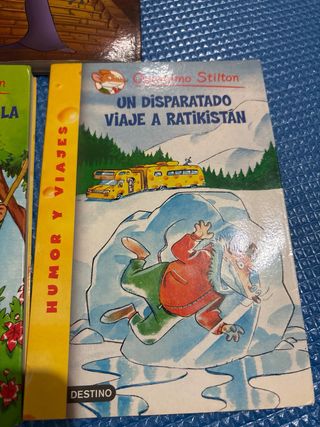 Geronimo Stilton
UN DISPARATADO
VIAJE A RATIKISTÁN
HUMOR Y VIAJES
DESTINO
LA